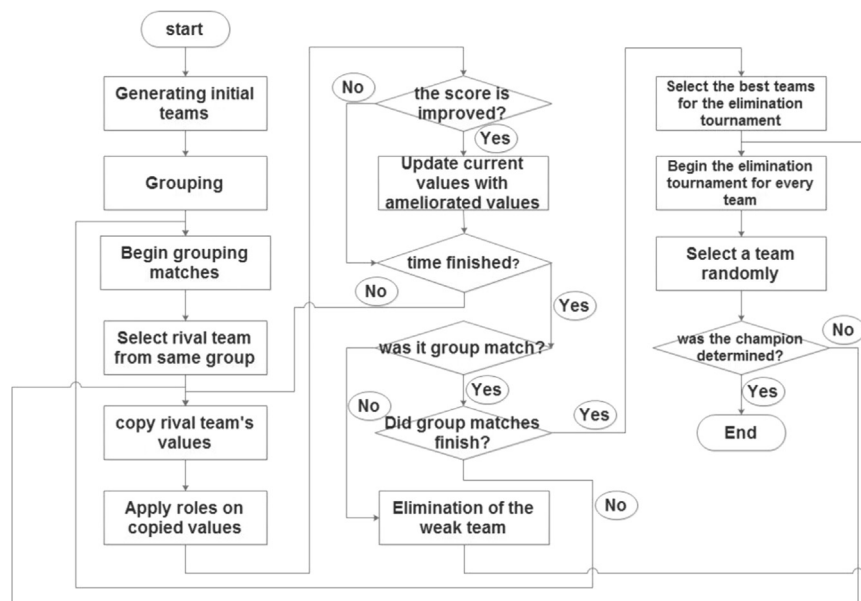 start
Generating initial
teams
Grouping
Begin grouping
matches
Select rival team
from same group
copy rival team's
values
Apply roles on
copied values
No
the score is
improved?
Yes
Update current
values with
ameliorated values
time finished?
No
Yes
was it group match?
Yes
No
Did group matches
finish?
Yes
No
Elimination of the
weak team
Select the best teams
for the elimination
tournament
Begin the elimination
tournament for every
team
Select a team
randomly
was the champion
determined?
No
Yes
End